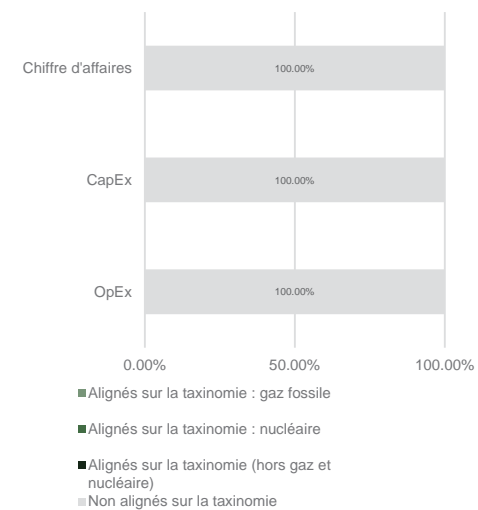 Chiffre d'affaires
100.00%
CapEx
100.00%
OpEx
100.00%
0.00% 50.00% 100.00%
Alignés sur la taxinomie : gaz fossile
Alignés sur la taxinomie : nucléaire
Alignés sur la taxinomie (hors gaz et
nucléaire)
Non alignés sur la taxinomie